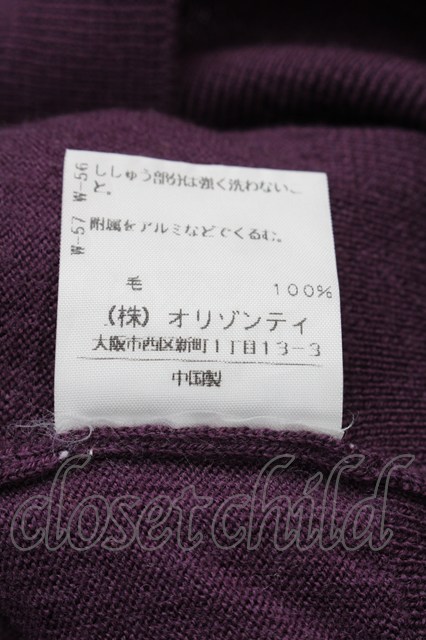 W-56 ししゅう部分は強く洗わないこ
と。
W-57 附属をアルミなどでくるむ。
毛 100%
(株) オリゾンティ
大阪市西区新町1丁目13-3
中国製
closet child